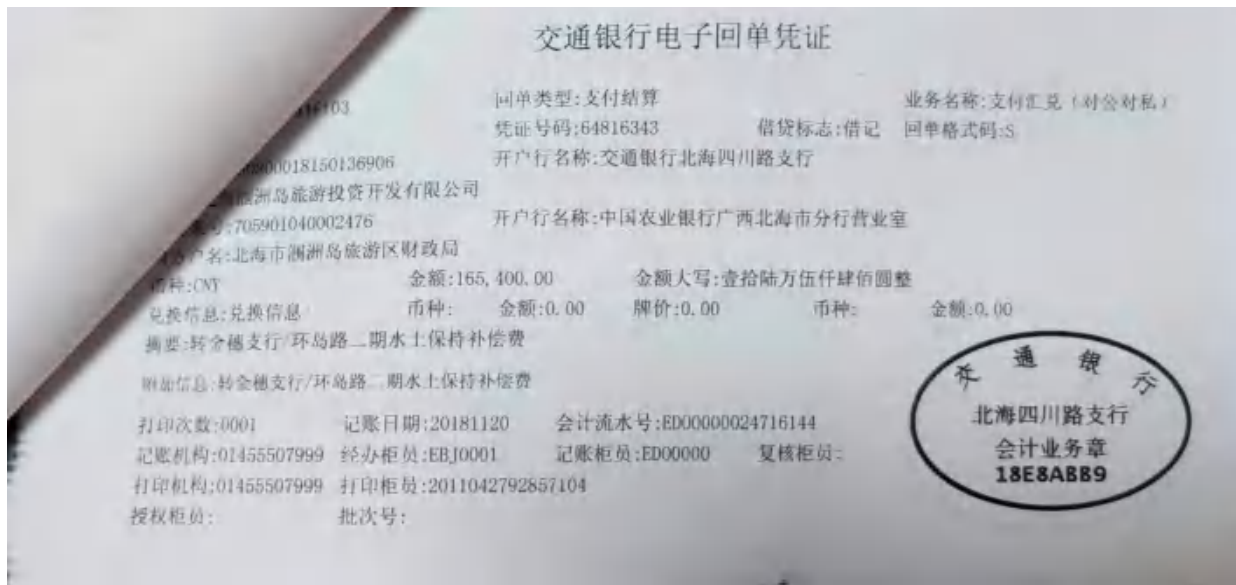 交通银行电子回单凭证
回单类型:支付结算 业务名称:支付汇兑(对公对私)
凭证号码:64816343 借贷标志:借记 回单格式码:S
00018150136906 开户行名称:交通银行北海四川路支行
洲岛旅游投资开发有限公司
:705901040002476 开户行名称:中国农业银行广西北海市分行营业室
户名:北海市涠洲岛旅游区财政局
币种:CNY 金额:165,400.00 金额大写:壹拾陆万伍仟肆佰圆整
兑换信息:兑换信息 币种: 金额:0.00 牌价:0.00 币种: 金额:0.00
摘要:转金穗支行/环岛路二期水土保持补偿费
附加信息:转金穗支行/环岛路二期水土保持补偿费
打印次数:0001 记账日期:20181120 会计流水号:ED00000024716144
记账机构:01455507999 经办柜员:EBJ0001 记账柜员:ED00000 复核柜员:
打印机构:01455507999 打印柜员:2011042792857104
授权柜员: 批次号:
交通银行
北海四川路支行
会计业务章
18E8ABB9